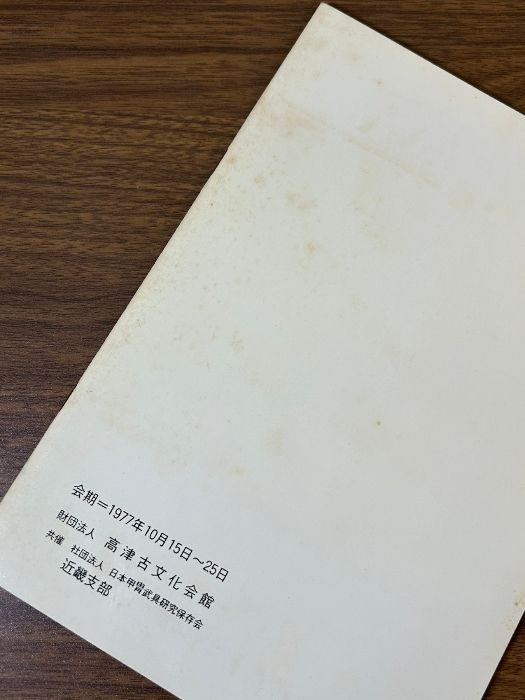 会期＝1977年10月15日～25日
財団法人 高津古文化会館
共催 社団法人 日本甲冑武具研究保存会
近畿支部